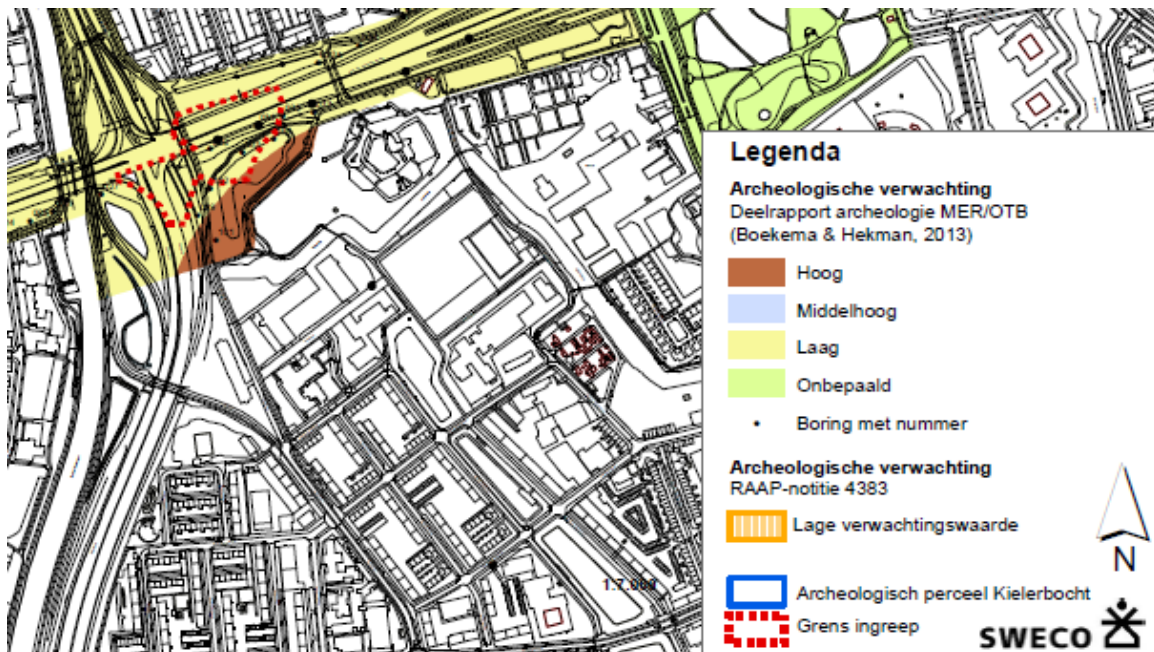 Legenda
Archeologische verwachting
Deelrapport archeologie MER/OTB
(Boekema & Hekman, 2013)
Hoog
Middelhoog
Laag
Onbepaald
Boring met nummer
Archeologische verwachting
RAAP-notitie 4383
Lage verwachtingswaarde
Archeologisch perceel Kielerbocht
Grens ingreep
N
SWECO